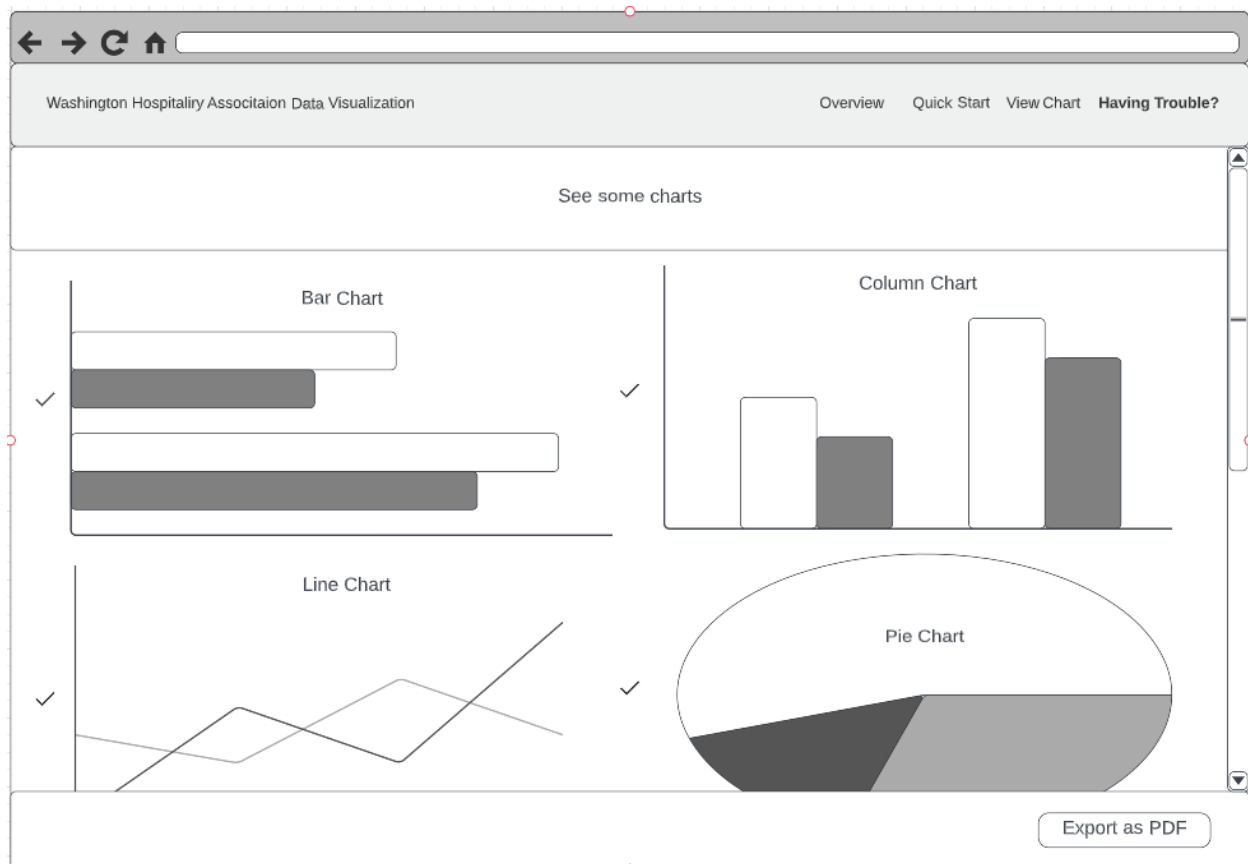 Washington Hospitaliry Associtaion Data Visualization
Overview Quick Start View Chart Having Trouble?
See some charts
Bar Chart
Column Chart
Line Chart
Pie Chart
Export as PDF